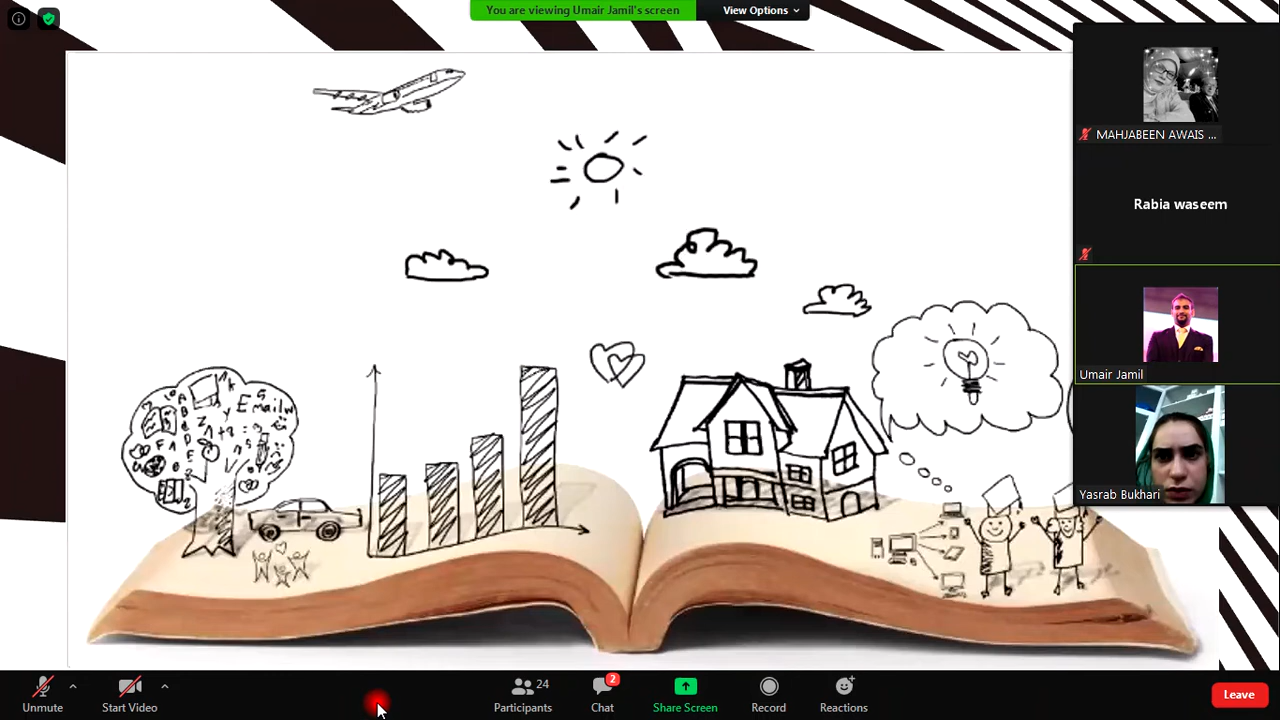 You are viewing Umair Jamil's screen
View Options
MAHJABEEN AWAIS ...
Rabia waseem
Umair Jamil
Yasrab Bukhari
Email
Unmute
Start Video
24
Participants
2
Chat
Share Screen
Record
Reactions
Leave